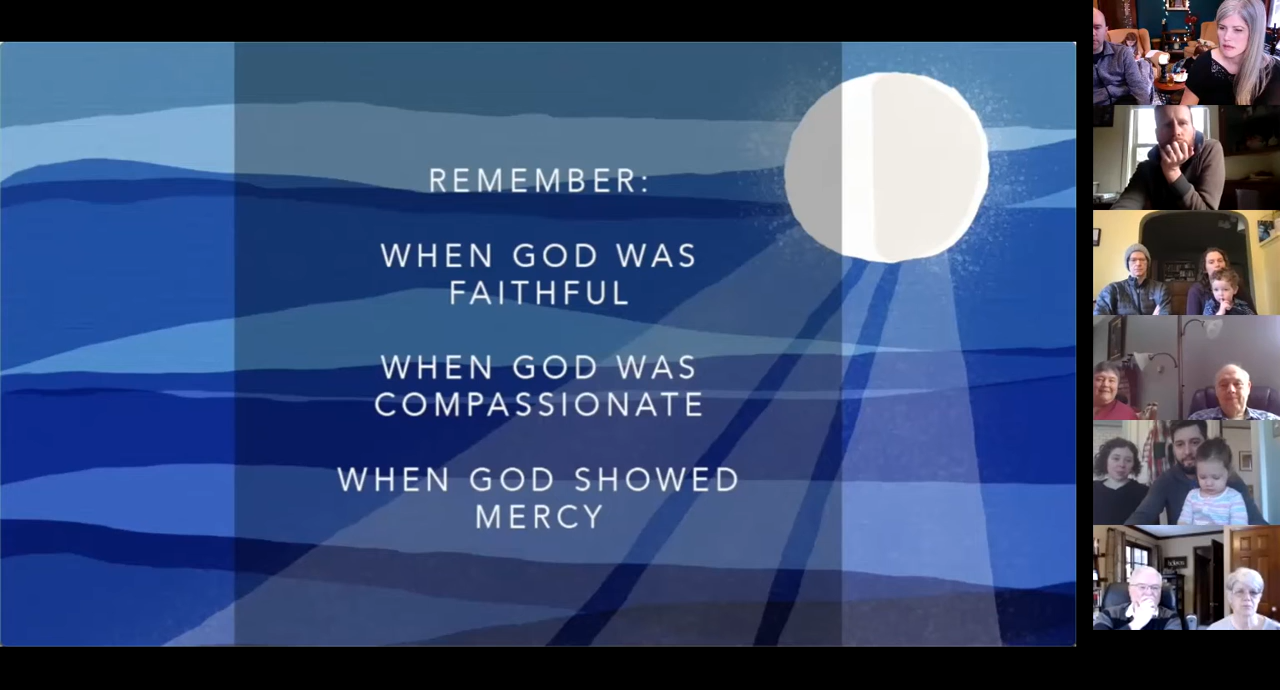 REMEMBER:
WHEN GOD WAS
FAITHFUL
WHEN GOD WAS
COMPASSIONATE
WHEN GOD SHOWED
MERCY